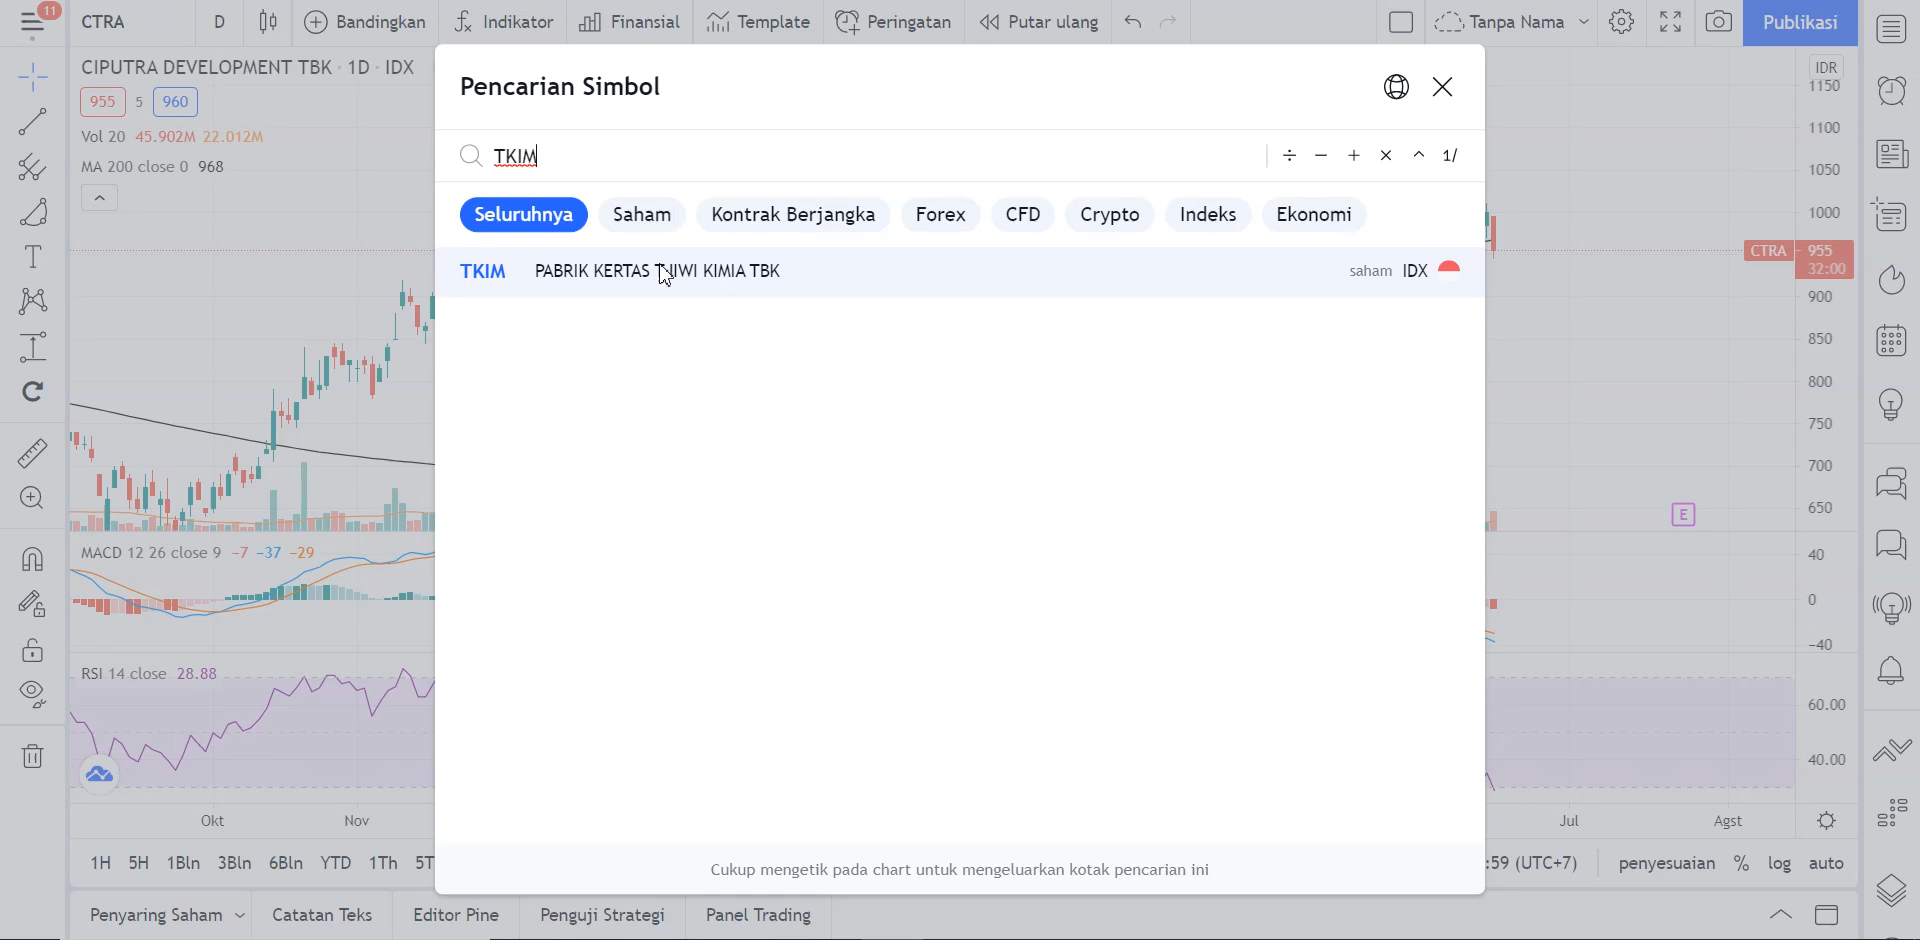 11
CTRA
D
Bandingkan
Indikator
Finansial
Template
Peringatan
Putar ulang
Tanpa Nama
Publikasi
CIPUTRA DEVELOPMENT TBK · 1D · IDX
955 5 960
Vol 20 45.902M 22.012M
MA 200 close 0 968
Pencarian Simbol
TKIM
÷ − + × ^ 1/
Seluruhnya
Saham
Kontrak Berjangka
Forex
CFD
Crypto
Indeks
Ekonomi
TKIM PABRIK KERTAS TJIWI KIMIA TBK saham IDX
Cukup mengetik pada chart untuk mengeluarkan kotak pencarian ini
IDR
1150
1100
1050
1000
CTRA 955
32:00
900
850
800
750
700
650
E
MACD 12 26 close 9 −7 −37 −29
40
0
−40
RSI 14 close 28.88
60.00
40.00
Okt
Nov
Jul
Agst
1H 5H 1Bln 3Bln 6Bln YTD 1Th 5T
:59 (UTC+7)
penyesuaian % log auto
Penyaring Saham
Catatan Teks
Editor Pine
Penguji Strategi
Panel Trading